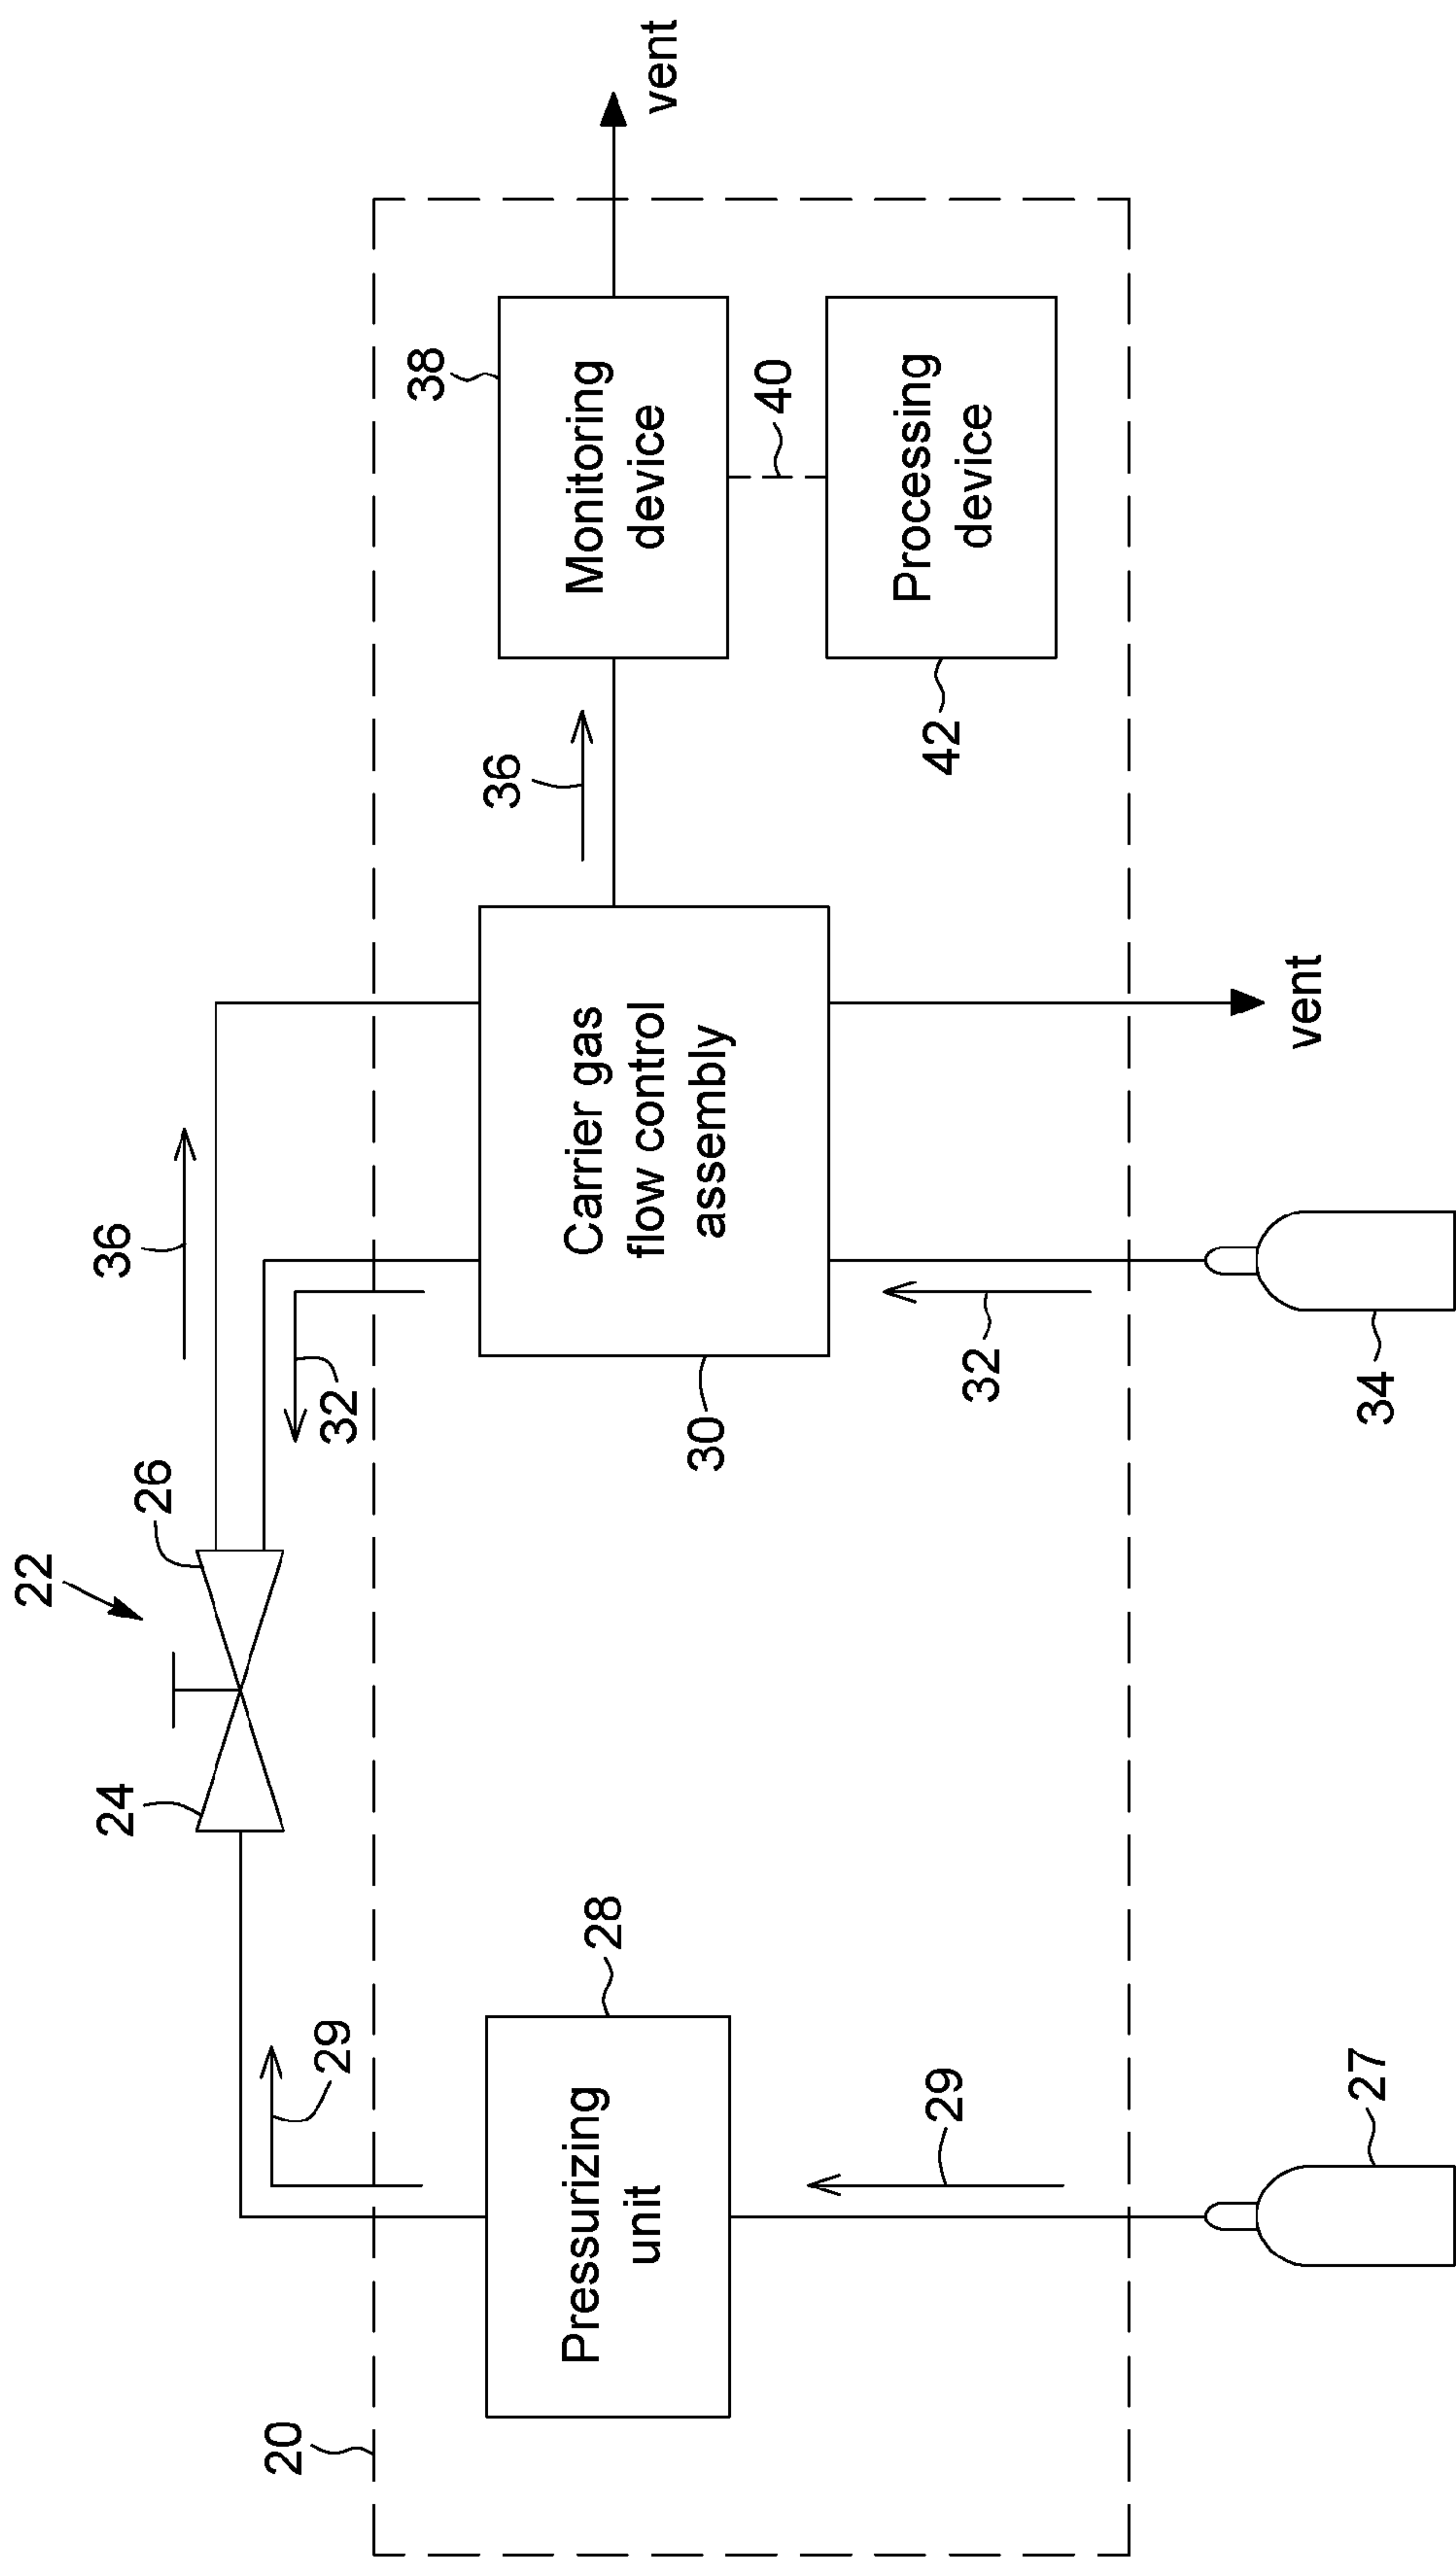 22
24
26
36
29
32
20
28
Pressurizing
unit
29
27
30
Carrier gas
flow control
assembly
32
34
vent
36
38
Monitoring
device
40
42
Processing
device
vent